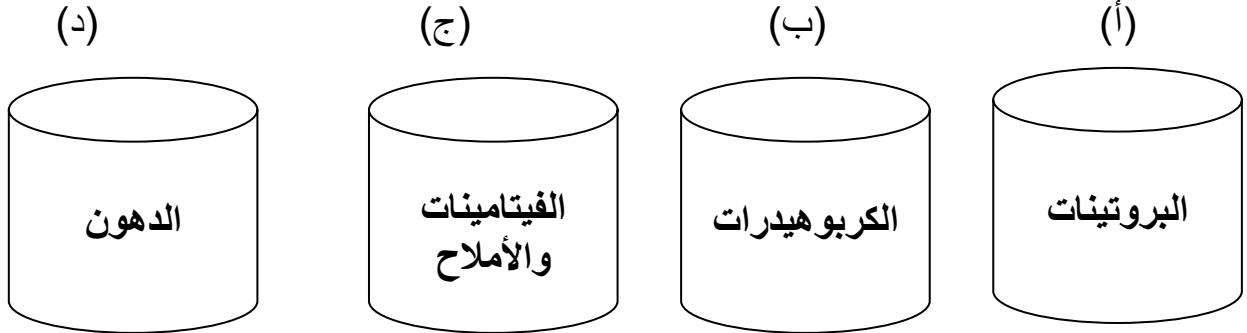 (أ) (ب) (ج) (د)
البروتينات
الكربوهيدرات
الفيتامينات
والأملاح
الدهون